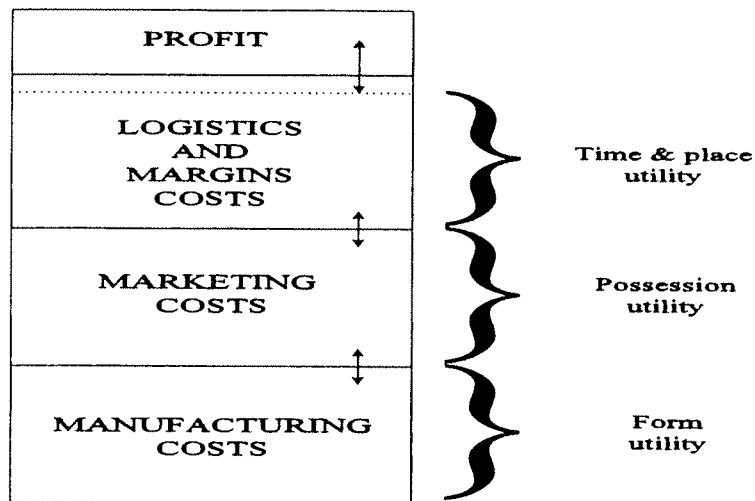 PROFIT
LOGISTICS
AND
MARGINS
COSTS
Time & place
utility
MARKETING
COSTS
Possession
utility
MANUFACTURING
COSTS
Form
utility